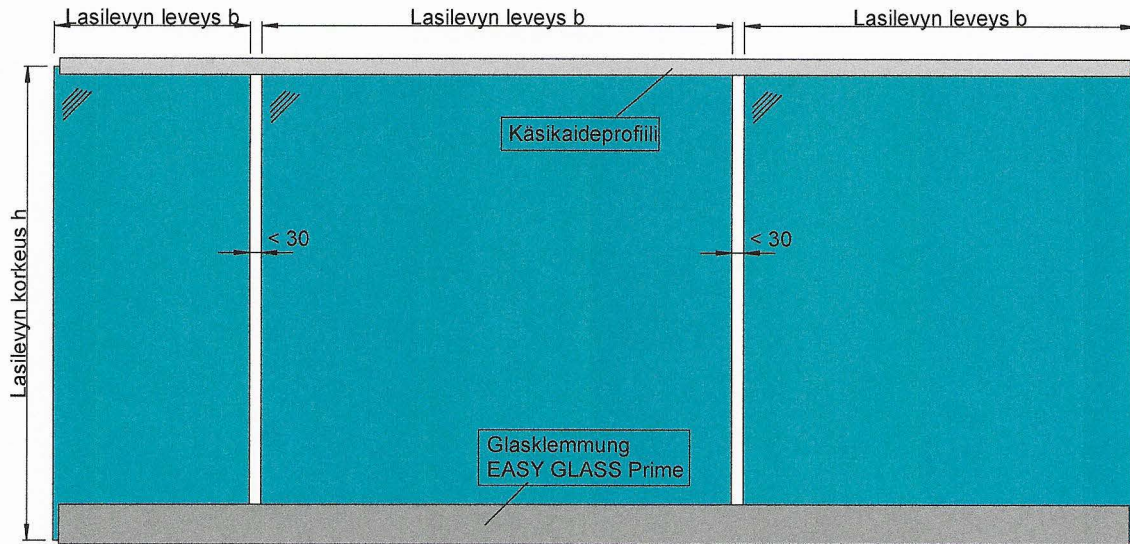 Lasilevyn leveys b
Lasilevyn leveys b
Lasilevyn leveys b
Käsikaideprofiili
Lasilevyn korkeus h
< 30
< 30
Glasklemmung
EASY GLASS Prime